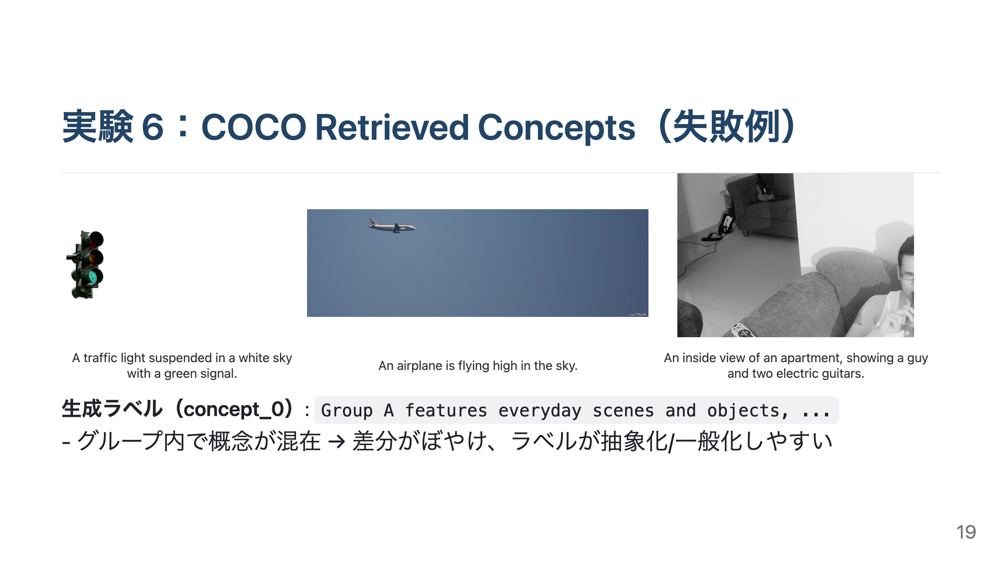 実験 6：COCO Retrieved Concepts（失敗例）
A traffic light suspended in a white sky
with a green signal.
An airplane is flying high in the sky.
An inside view of an apartment, showing a guy
and two electric guitars.
生成ラベル（concept_0）: Group A features everyday scenes and objects, ...
- グループ内で概念が混在 → 差分がぼやけ、ラベルが抽象化/一般化しやすい
19